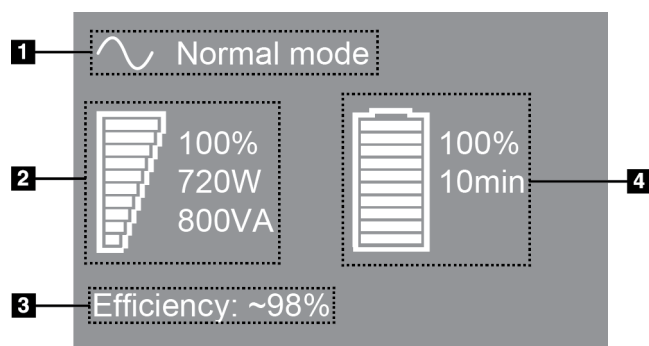 1
Normal mode
2
100%
720W
800VA
100%
10min
4
3
Efficiency: ~98%